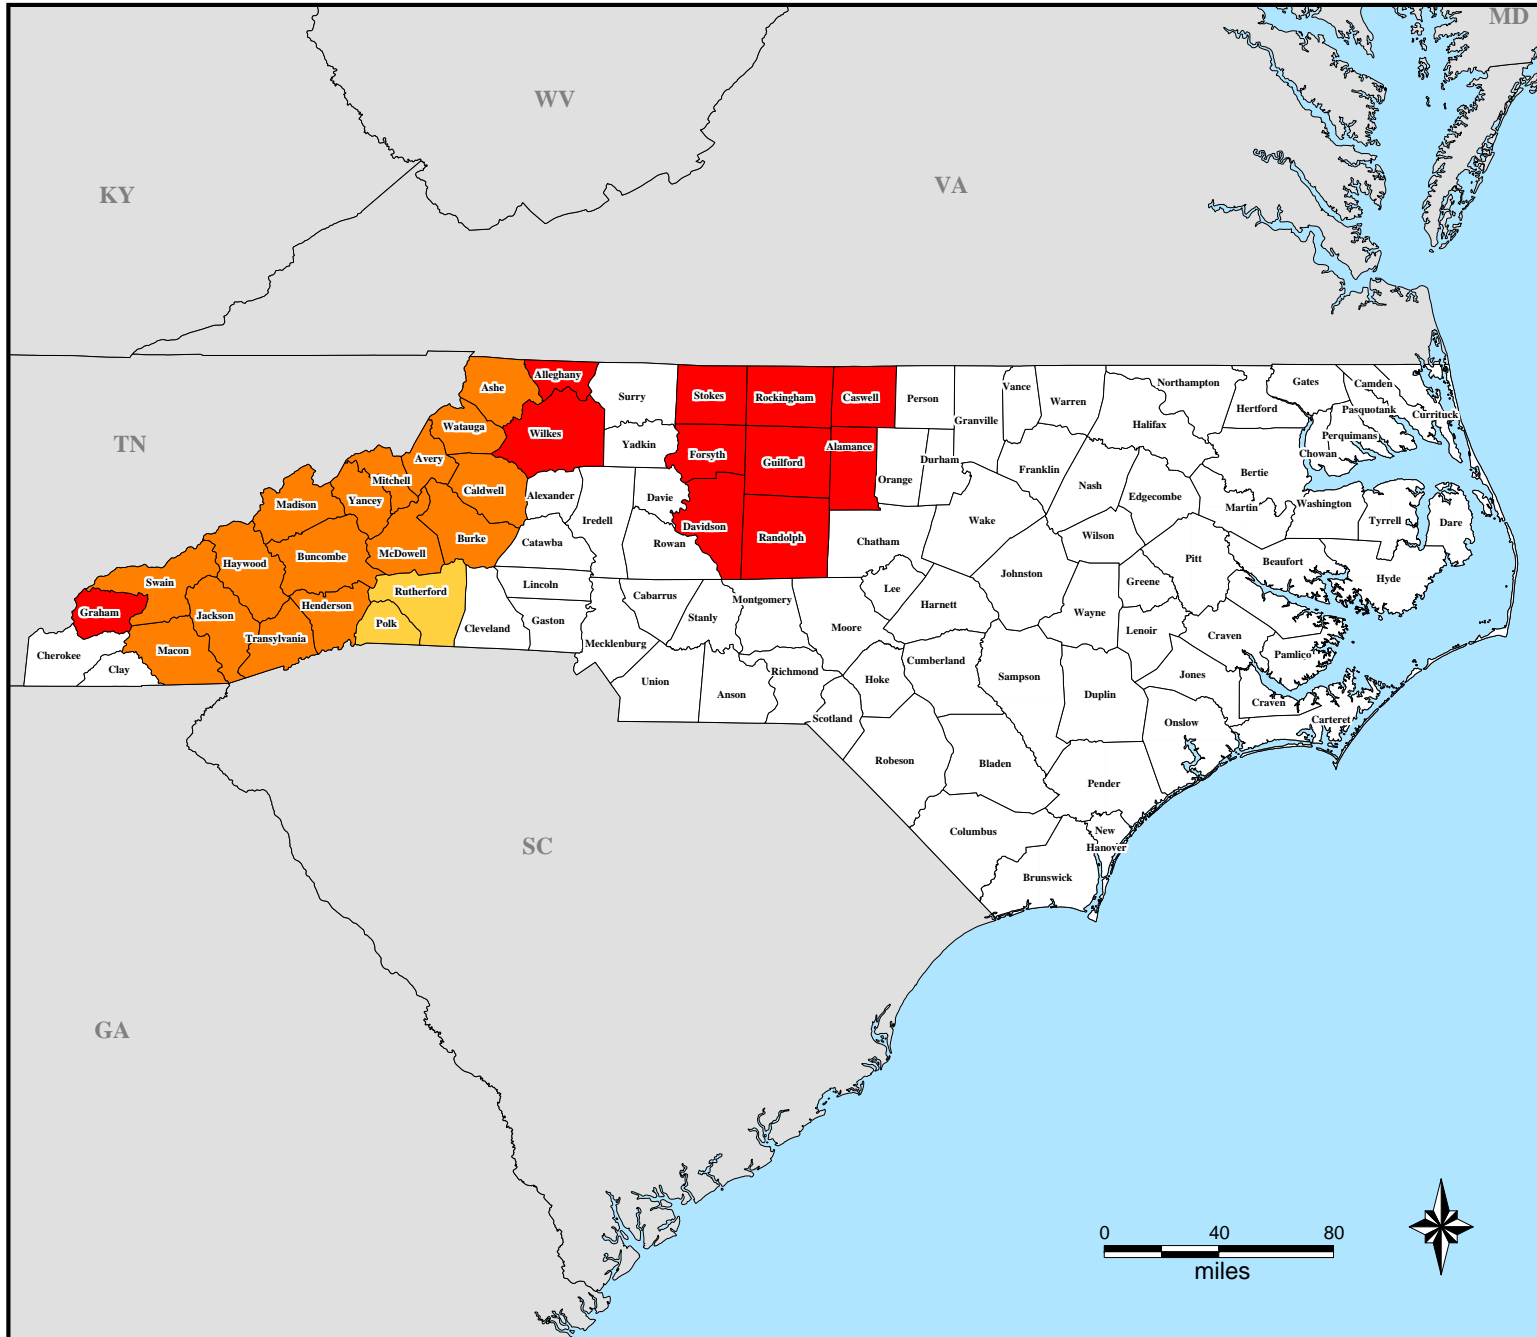 MD
WV
KY
VA
TN
Ashe
Alleghany
Surry
Stokes
Rockingham
Caswell
Person
Granville
Vance
Warren
Northampton
Gates
Camden
Hertford
Pasquotank
Currituck
Halifax
Perquimans
Chowan
Watauga
Wilkes
Yadkin
Forsyth
Guilford
Alamance
Orange
Durham
Franklin
Nash
Edgecombe
Bertie
Martin
Washington
Tyrrell
Dare
Avery
Mitchell
Caldwell
Alexander
Iredell
Davie
Davidson
Randolph
Chatham
Wake
Wilson
Pitt
Beaufort
Hyde
Madison
Yancey
Burke
Catawba
Rowan
Buncombe
McDowell
Haywood
Swain
Graham
Jackson
Henderson
Rutherford
Polk
Lincoln
Gaston
Cleveland
Cabarrus
Stanly
Montgomery
Moore
Lee
Harnett
Johnston
Wayne
Greene
Lenoir
Craven
Pamlico
Cherokee
Clay
Macon
Transylvania
Mecklenburg
Union
Anson
Richmond
Hoke
Cumberland
Sampson
Duplin
Jones
Craven
Carteret
Onslow
Scotland
Robeson
Bladen
Pender
Columbus
New
Hanover
Brunswick
SC
GA
0 40 80
miles